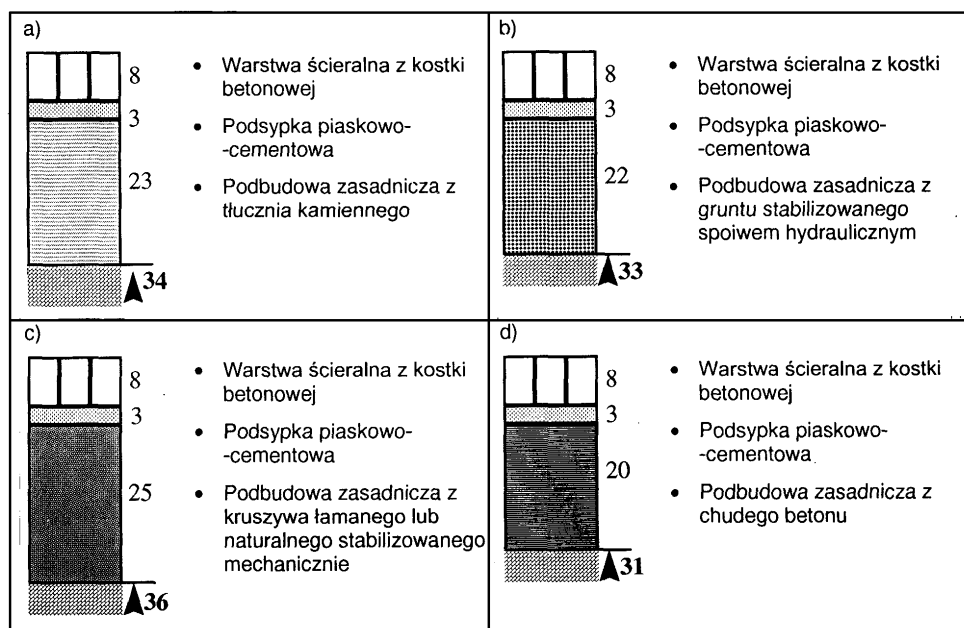 a)
8
3
23
34
• Warstwa ścieralna z kostki
betonowej
• Podsypka piaskowo-
-cementowa
• Podbudowa zasadnicza z
tłucznia kamiennego
b)
8
3
22
33
• Warstwa ścieralna z kostki
betonowej
• Podsypka piaskowo-
-cementowa
• Podbudowa zasadnicza z
gruntu stabilizowanego
spoiwem hydraulicznym
c)
8
3
25
36
• Warstwa ścieralna z kostki
betonowej
• Podsypka piaskowo-
-cementowa
• Podbudowa zasadnicza z
kruszywa łamanego lub
naturalnego stabilizowanego
mechanicznie
d)
8
3
20
31
• Warstwa ścieralna z kostki
betonowej
• Podsypka piaskowo-
-cementowa
• Podbudowa zasadnicza z
chudego betonu